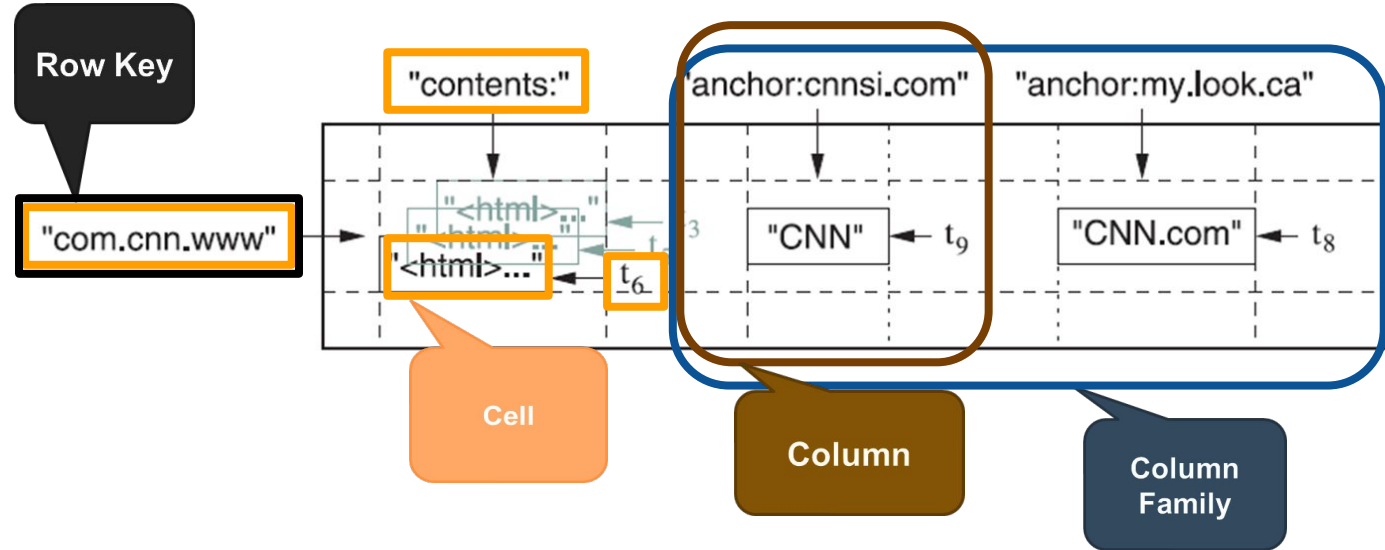 Row Key
"contents:"
"anchor:cnnsi.com"
"anchor:my.look.ca"
"com.cnn.www"
"<html>..."
"<html>..."
"<html>..."
t6
"CNN"
t9
"CNN.com"
t8
Cell
Column
Column
Family